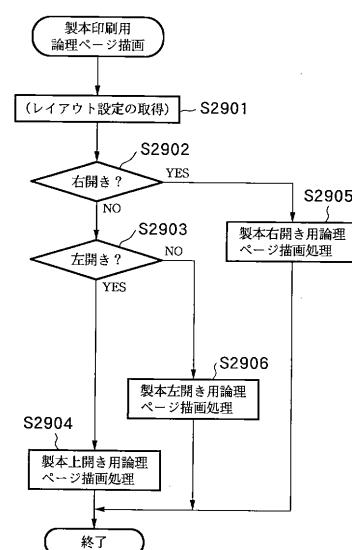 製本印刷用
論理ページ描画
(レイアウト設定の取得)
S2901
S2902
右開き？
YES
NO
S2905
製本右開き用論理
ページ描画処理
S2903
左開き？
NO
YES
S2906
製本左開き用論理
ページ描画処理
S2904
製本上開き用論理
ページ描画処理
終了